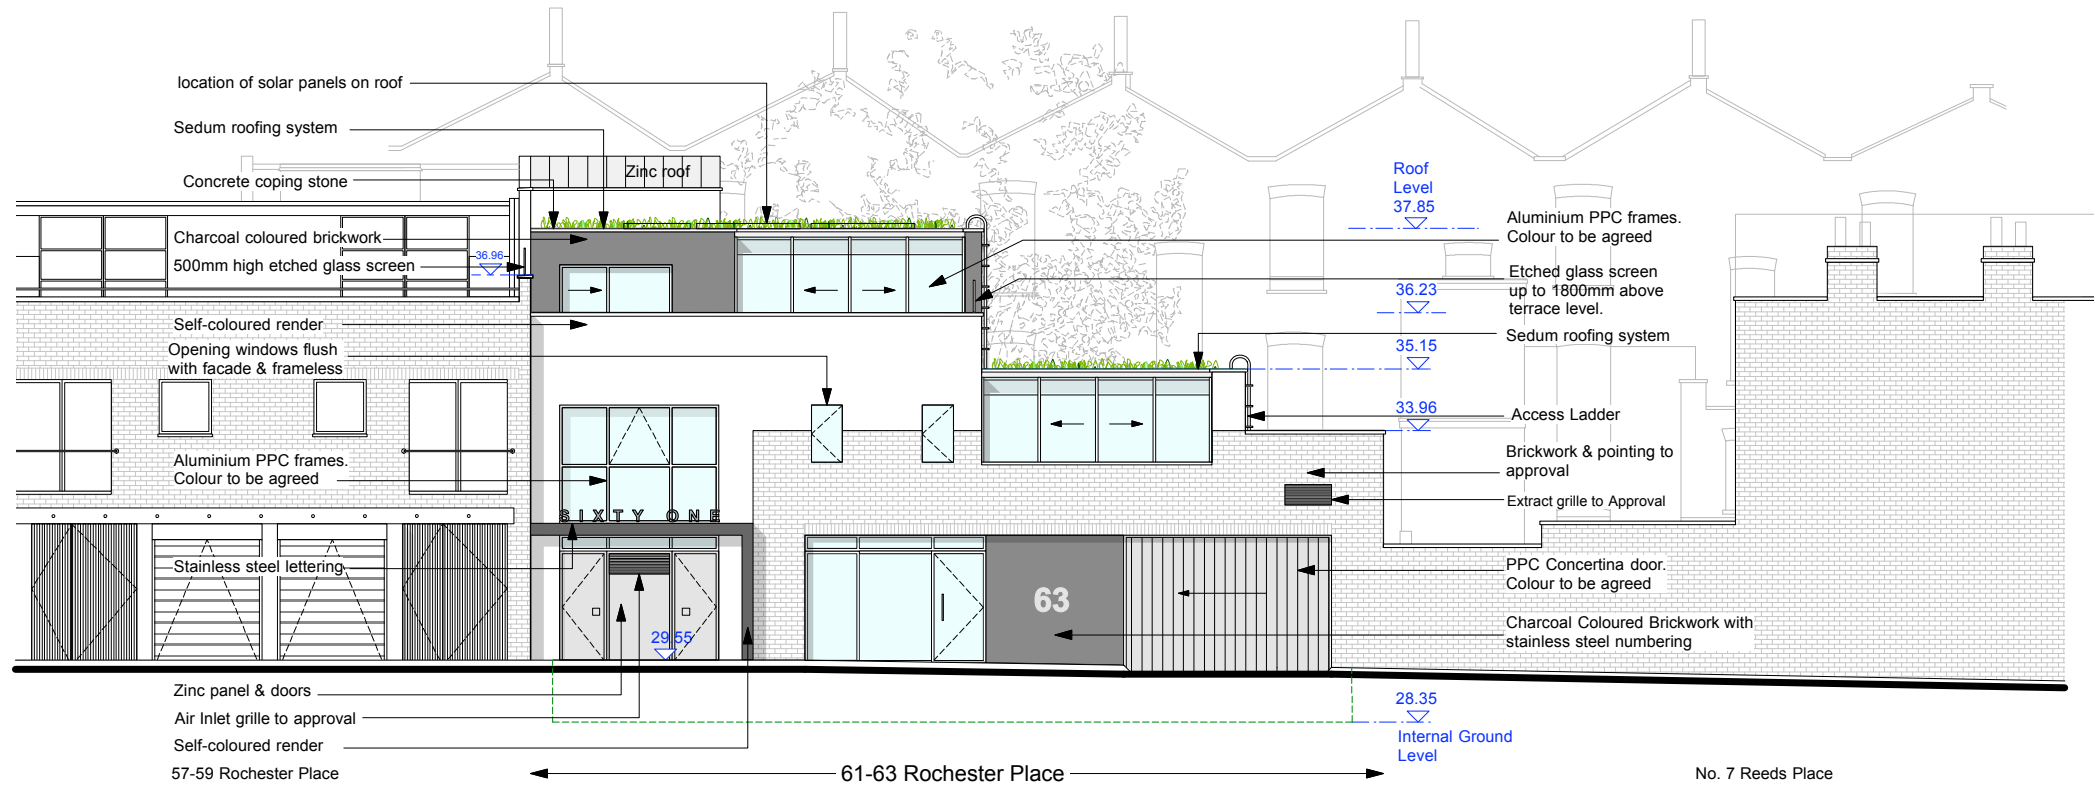 location of solar panels on roof
Sedum roofing system
Concrete coping stone
Zinc roof
Charcoal coloured brickwork
500mm high etched glass screen
36.96
Self-coloured render
Opening windows flush
with facade & frameless
Aluminium PPC frames.
Colour to be agreed
SIXTY ONE
Stainless steel lettering
29.55
63
Zinc panel & doors
Air Inlet grille to approval
Self-coloured render
57-59 Rochester Place
61-63 Rochester Place
No. 7 Reeds Place
Roof
Level
37.85
36.23
35.15
33.96
28.35
Internal Ground
Level
Aluminium PPC frames.
Colour to be agreed
Etched glass screen
up to 1800mm above
terrace level.
Sedum roofing system
Access Ladder
Brickwork & pointing to
approval
Extract grille to Approval
PPC Concertina door.
Colour to be agreed
Charcoal Coloured Brickwork with
stainless steel numbering